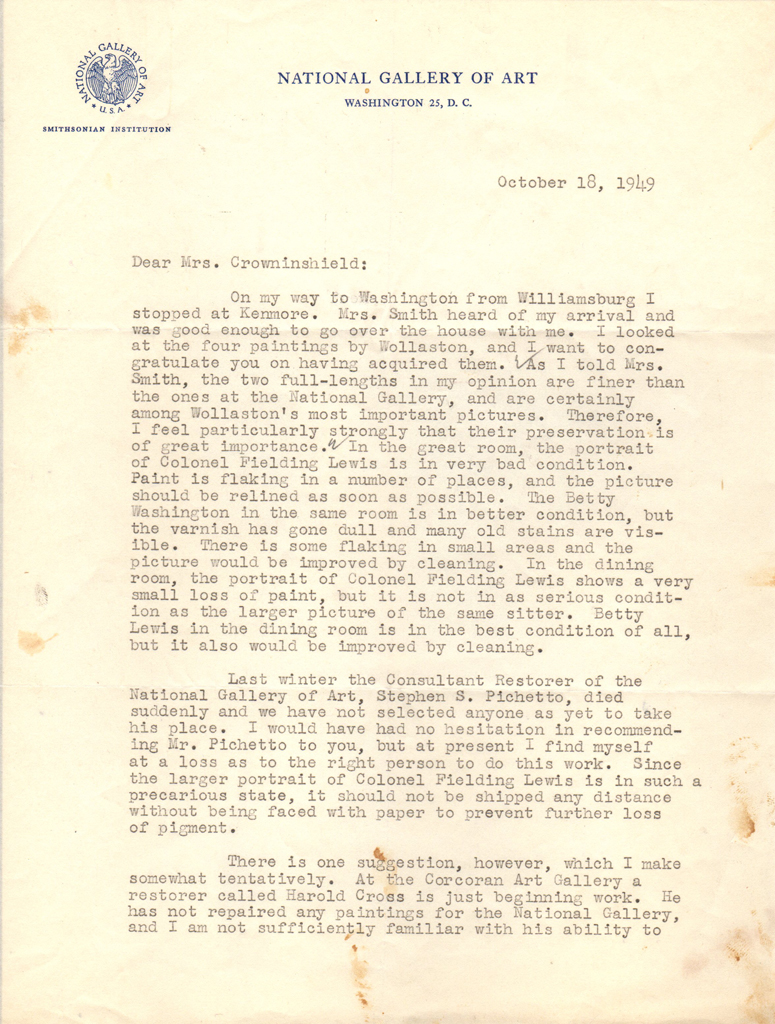 NATIONAL GALLERY OF ART
★ U.S.A. ★
SMITHSONIAN INSTITUTION
NATIONAL GALLERY OF ART
WASHINGTON 25, D. C.
October 18, 1949
Dear Mrs. Crowninshield:
On my way to Washington from Williamsburg I
stopped at Kenmore. Mrs. Smith heard of my arrival and
was good enough to go over the house with me. I looked
at the four paintings by Wollaston, and I want to con-
gratulate you on having acquired them. As I told Mrs.
Smith, the two full-lengths in my opinion are finer than
the ones at the National Gallery, and are certainly
among Wollaston's most important pictures. Therefore,
I feel particularly strongly that their preservation is
of great importance. In the great room, the portrait
of Colonel Fielding Lewis is in very bad condition.
Paint is flaking in a number of places, and the picture
should be relined as soon as possible. The Betty
Washington in the same room is in better condition, but
the varnish has gone dull and many old stains are vis-
ible. There is some flaking in small areas and the
picture would be improved by cleaning. In the dining
room, the portrait of Colonel Fielding Lewis shows a very
small loss of paint, but it is not in as serious condit-
ion as the larger picture of the same sitter. Betty
Lewis in the dining room is in the best condition of all,
but it also would be improved by cleaning.
Last winter the Consultant Restorer of the
National Gallery of Art, Stephen S. Pichetto, died
suddenly and we have not selected anyone as yet to take
his place. I would have had no hesitation in recommend-
ing Mr. Pichetto to you, but at present I find myself
at a loss as to the right person to do this work. Since
the larger portrait of Colonel Fielding Lewis is in such a
precarious state, it should not be shipped any distance
without being faced with paper to prevent further loss
of pigment.
There is one suggestion, however, which I make
somewhat tentatively. At the Corcoran Art Gallery a
restorer called Harold Cross is just beginning work. He
has not repaired any paintings for the National Gallery,
and I am not sufficiently familiar with his ability to